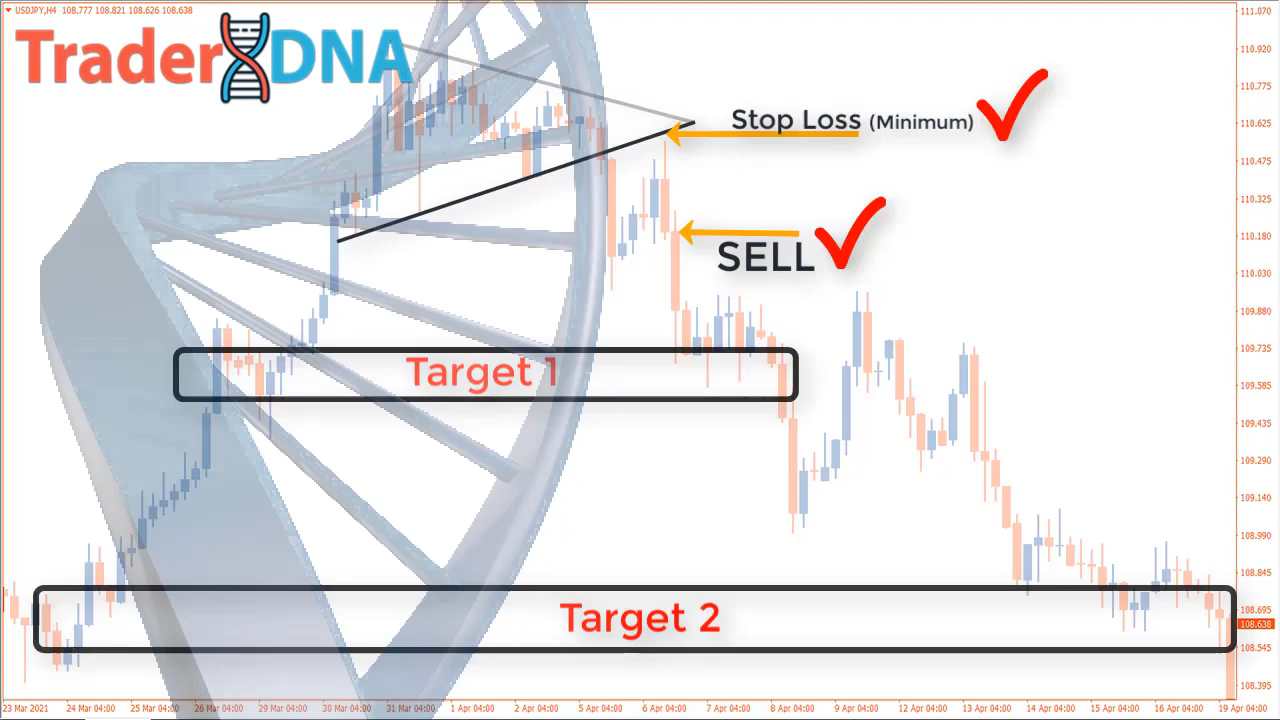 USDJPY,H4 108.777 108.821 108.626 108.638
TraderDNA
Stop Loss (Minimum)
SELL
Target 1
Target 2
111.070
110.920
110.775
110.625
110.475
110.325
110.180
110.030
109.880
109.735
109.585
109.435
109.290
109.140
108.990
108.845
108.695
108.638
108.545
108.395
23 Mar 2021 24 Mar 04:00 25 Mar 04:00 26 Mar 04:00 29 Mar 04:00 30 Mar 04:00 31 Mar 04:00 1 Apr 04:00 2 Apr 04:00 5 Apr 04:00 6 Apr 04:00 7 Apr 04:00 8 Apr 04:00 9 Apr 04:00 12 Apr 04:00 13 Apr 04:00 14 Apr 04:00 15 Apr 04:00 16 Apr 04:00 19 Apr 04:00